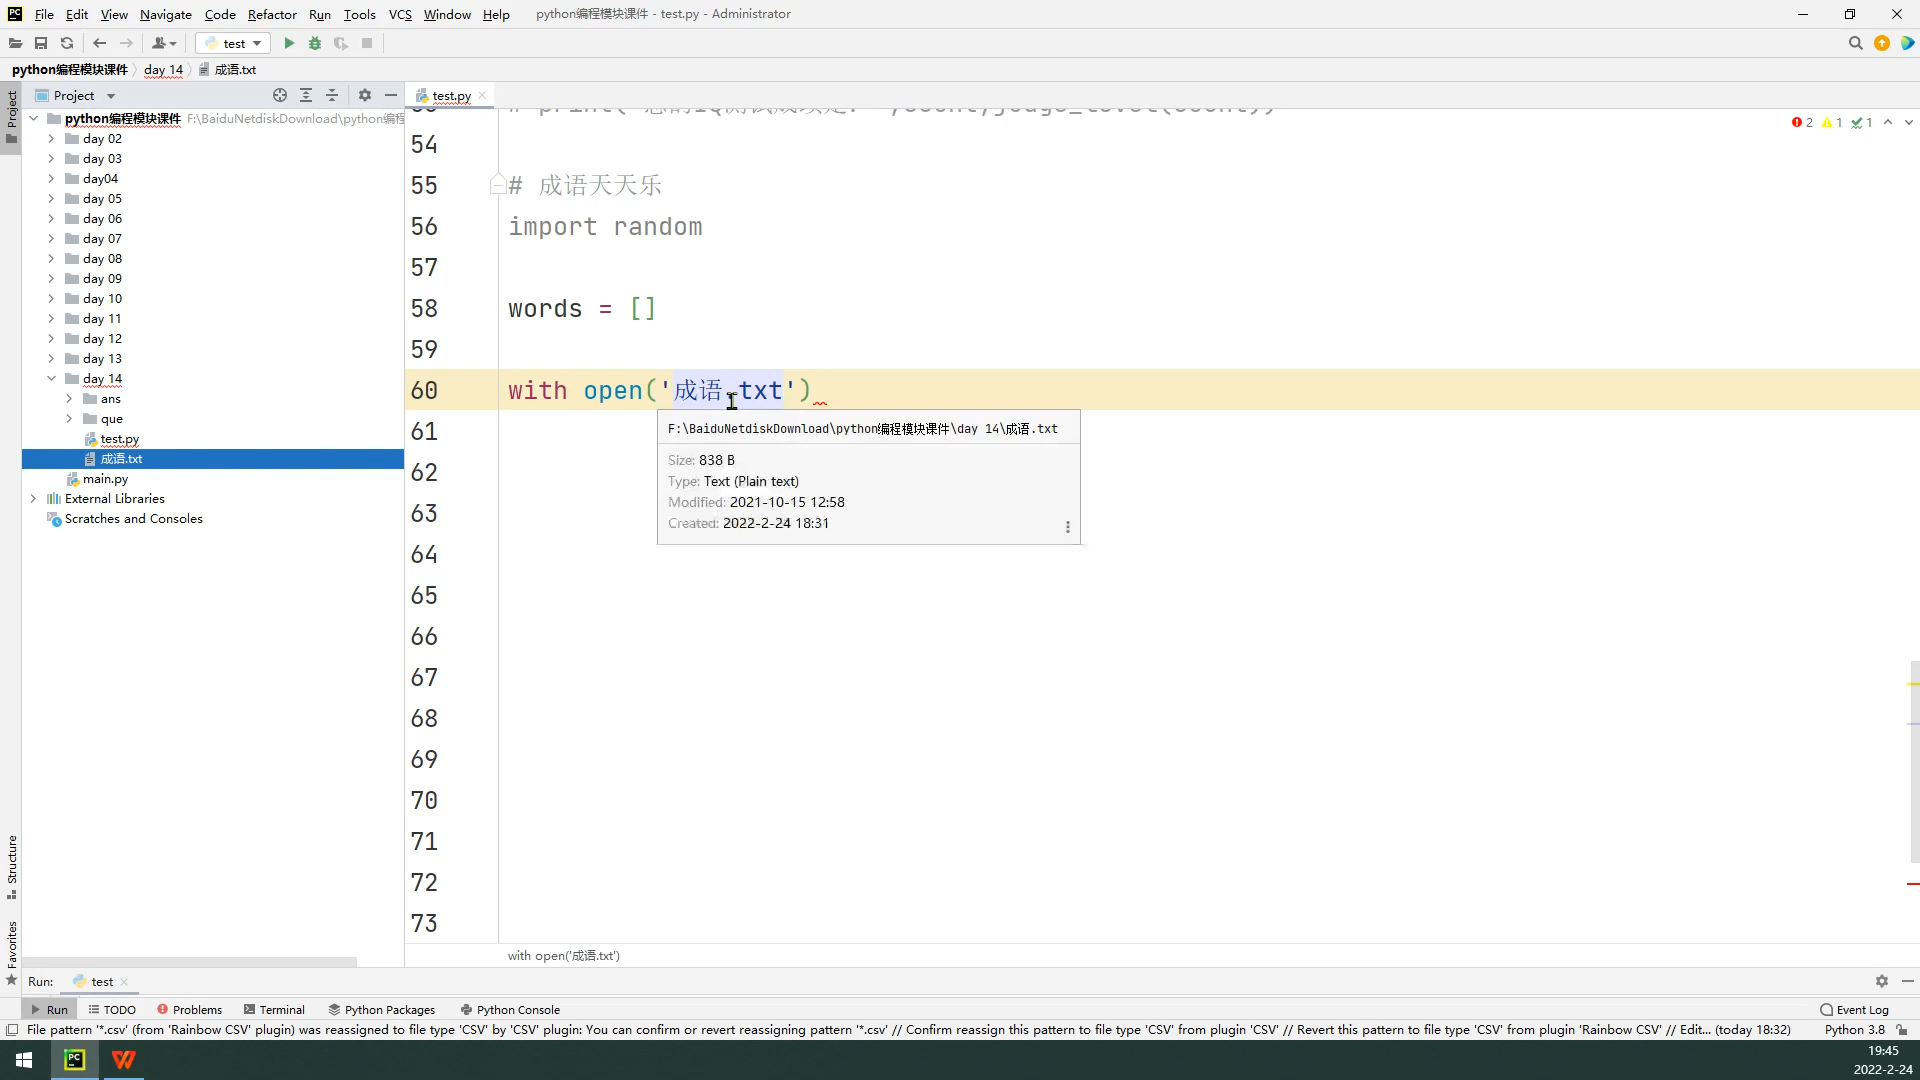 File Edit View Navigate Code Refactor Run Tools VCS Window Help python编程模块课件 - test.py - Administrator
test
python编程模块课件 day 14 成语.txt
Project
Project
test.py
python编程模块课件 F:\BaiduNetdiskDownload\python编程
day 02
day 03
day04
day 05
day 06
day 07
day 08
day 09
day 10
day 11
day 12
day 13
day 14
ans
que
test.py
成语.txt
main.py
External Libraries
Scratches and Consoles
2 1 1
54
55 # 成语天天乐
56 import random
57
58 words = []
59
60 with open('成语.txt')
61
62
63
64
65
66
67
68
69
70
71
72
73
F:\BaiduNetdiskDownload\python编程模块课件\day 14\成语.txt
Size: 838 B
Type: Text (Plain text)
Modified: 2021-10-15 12:58
Created: 2022-2-24 18:31
with open('成语.txt')
Structure
Favorites
Run: test
Run TODO Problems Terminal Python Packages Python Console Event Log
File pattern '*.csv' (from 'Rainbow CSV' plugin) was reassigned to file type 'CSV' by 'CSV' plugin: You can confirm or revert reassigning pattern '*.csv' // Confirm reassign this pattern to file type 'CSV' from plugin 'CSV' // Revert this pattern to file type 'CSV' from plugin 'Rainbow CSV' // Edit... (today 18:32) Python 3.8
19:45
2022-2-24